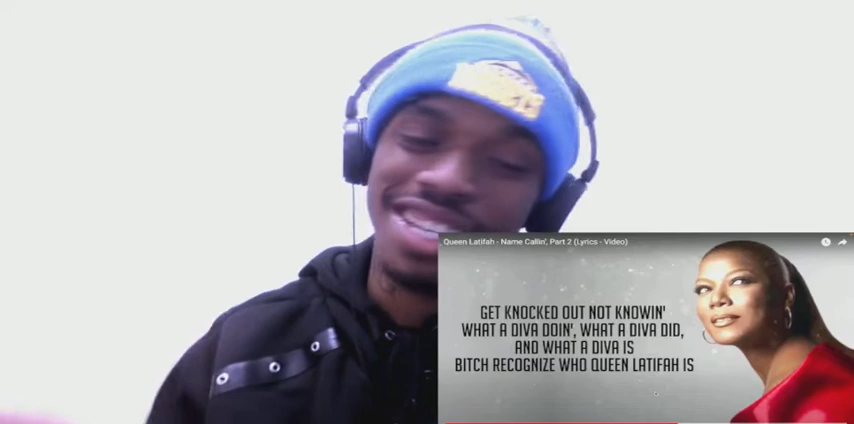 Queen Latifah - Name Callin', Part 2 (Lyrics - Video)
GET KNOCKED OUT NOT KNOWIN'
WHAT A DIVA DOIN', WHAT A DIVA DID,
AND WHAT A DIVA IS
BITCH RECOGNIZE WHO QUEEN LATIFAH IS